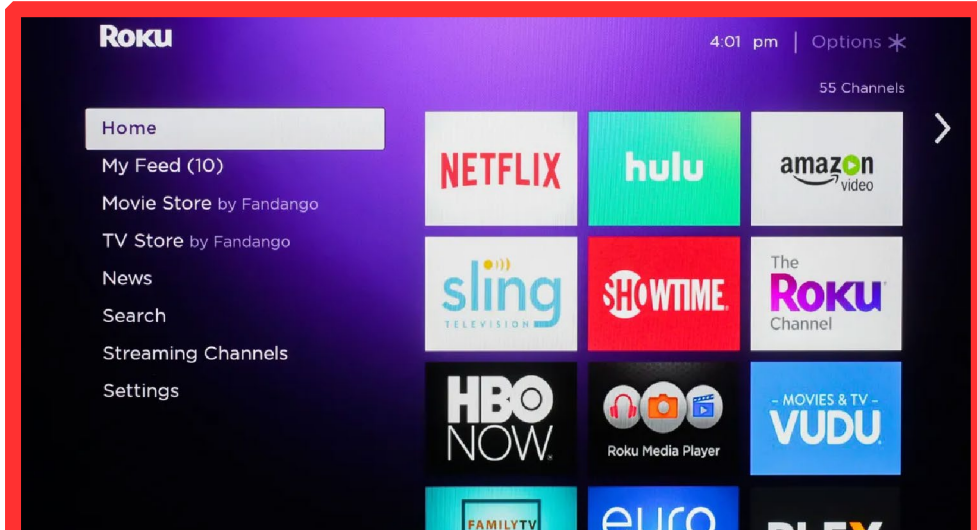 Roku
4:01 pm | Options
55 Channels
Home
My Feed (10)
Movie Store by Fandango
TV Store by Fandango
News
Search
Streaming Channels
Settings
NETFLIX
hulu
amazon
video
sling
TELEVISION
SHOWTIME
The
Roku
Channel
HBO
NOW
Roku Media Player
- MOVIES & TV -
VUDU
FAMILYTV
euro
PLEX